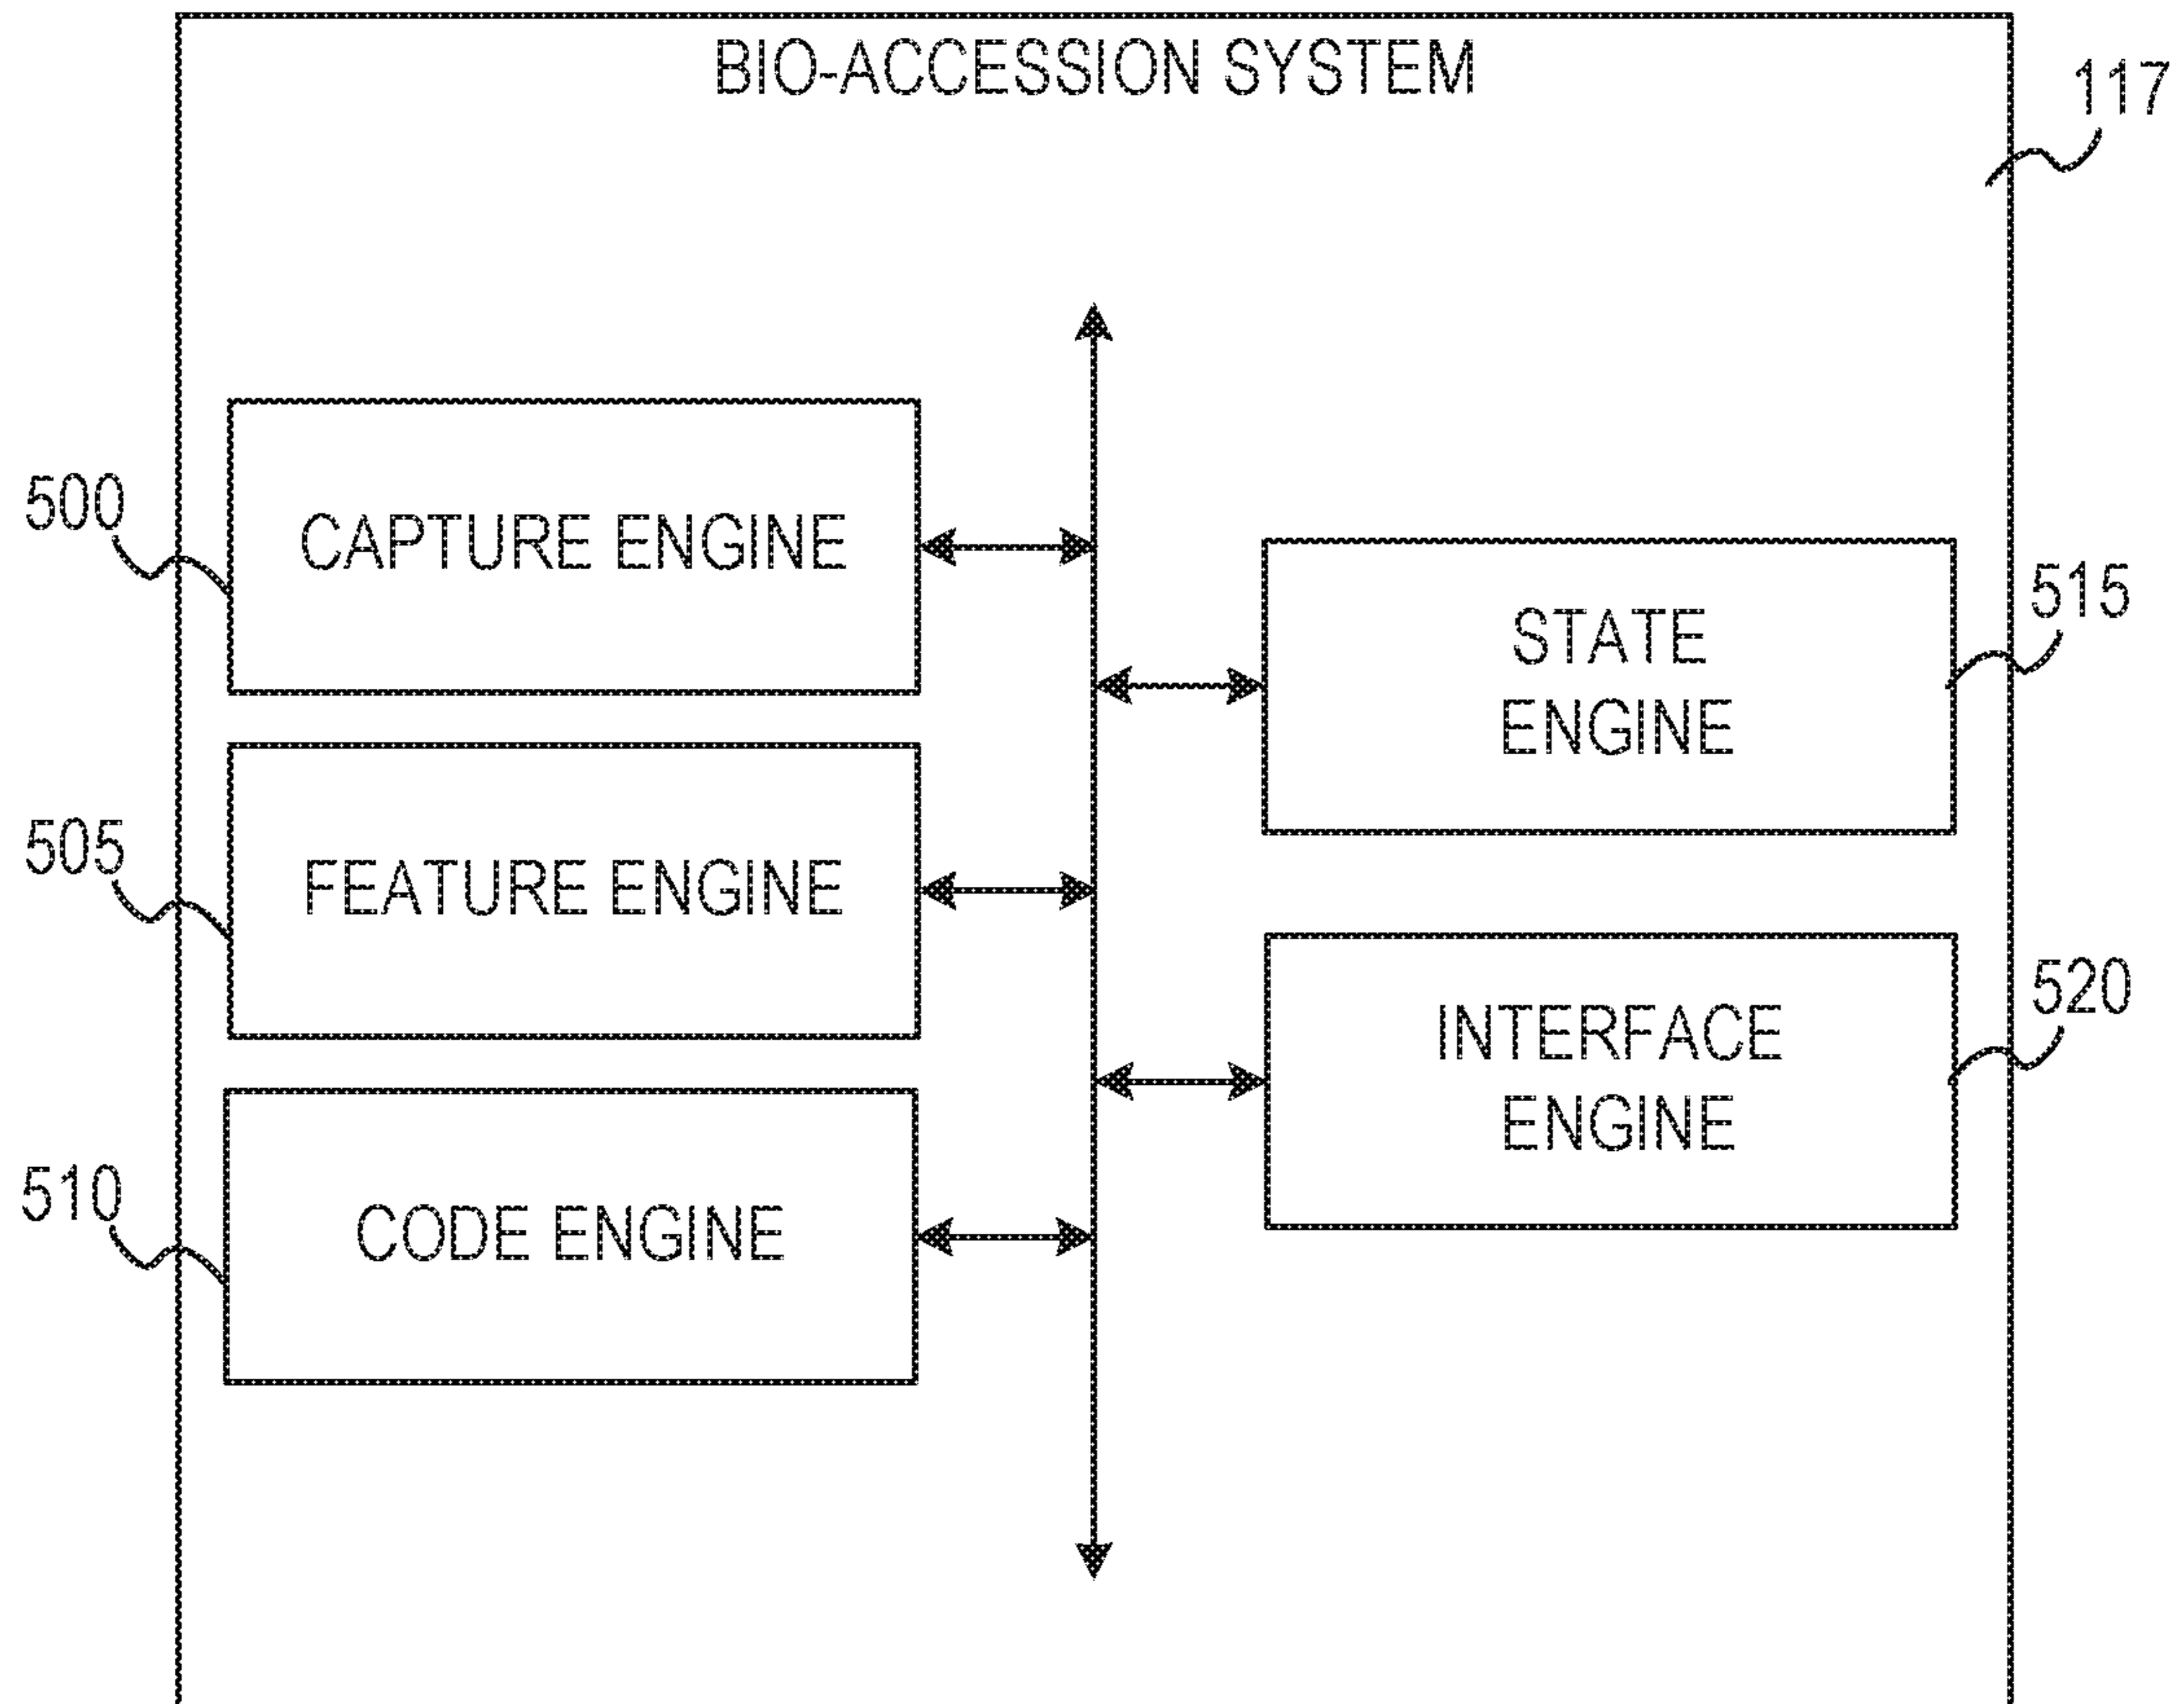 BIO-ACCESSION SYSTEM
117
500
CAPTURE ENGINE
515
STATE
ENGINE
505
FEATURE ENGINE
520
INTERFACE
ENGINE
510
CODE ENGINE